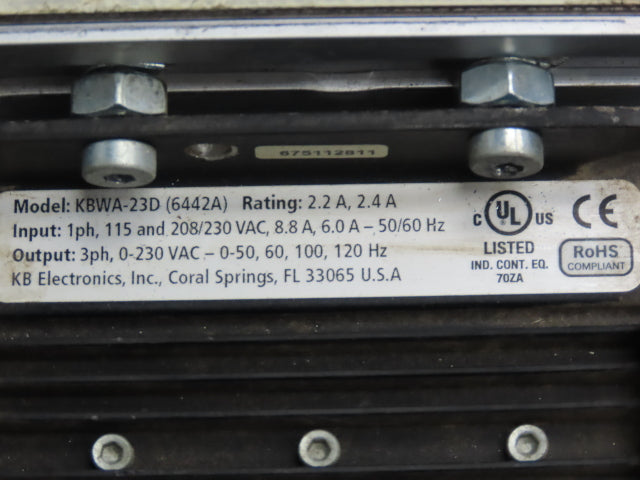 675112811
Model: KBWA-23D (6442A) Rating: 2.2 A, 2.4 A
Input: 1ph, 115 and 208/230 VAC, 8.8 A, 6.0 A – 50/60 Hz
Output: 3ph, 0-230 VAC – 0-50, 60, 100, 120 Hz
KB Electronics, Inc., Coral Springs, FL 33065 U.S.A
C UL US CE
LISTED
IND. CONT. EQ.
70ZA
RoHS
COMPLIANT